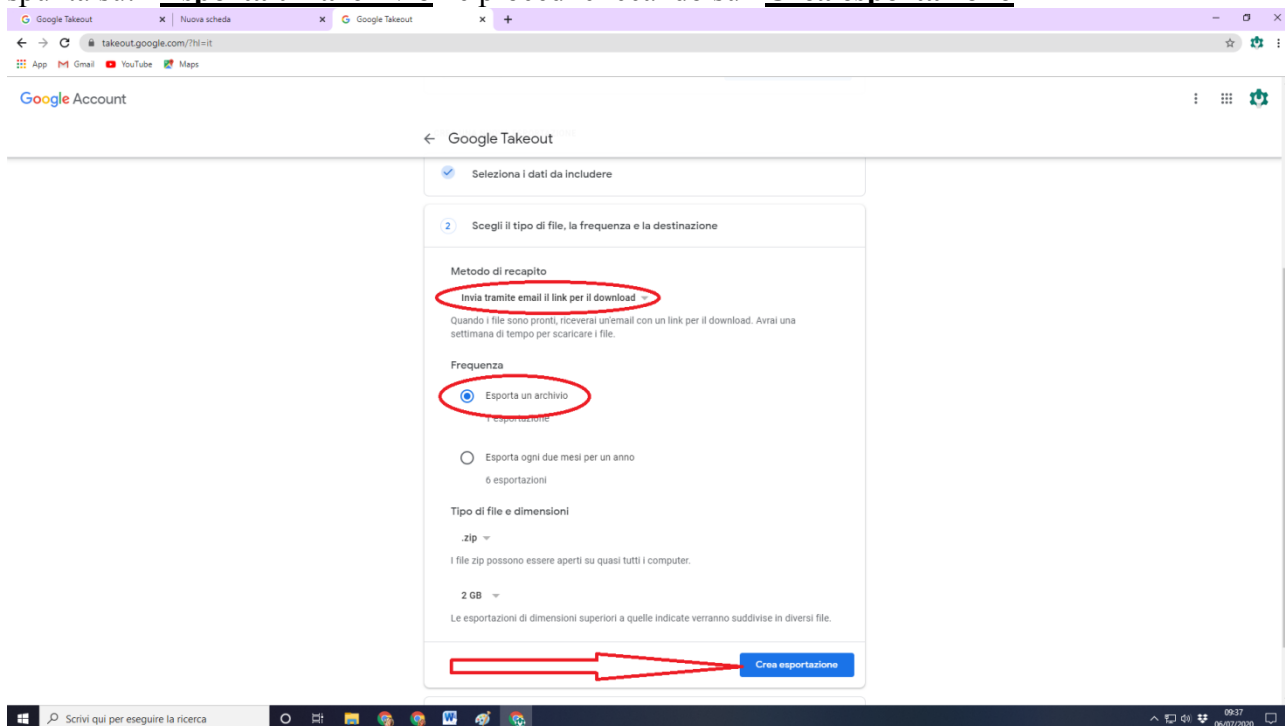 Google Takeout
Nuova scheda
Google Takeout
takeout.google.com/?hl=it
App Gmail YouTube Maps
Google Account
Google Takeout
Seleziona i dati da includere
2 Scegli il tipo di file, la frequenza e la destinazione
Metodo di recapito
Invia tramite email il link per il download
Quando i file sono pronti, riceverai un'email con un link per il download. Avrai una
settimana di tempo per scaricare i file.
Frequenza
Esporta un archivio
1 esportazione
Esporta ogni due mesi per un anno
6 esportazioni
Tipo di file e dimensioni
.zip
I file zip possono essere aperti su quasi tutti i computer.
2 GB
Le esportazioni di dimensioni superiori a quelle indicate verranno suddivise in diversi file.
Crea esportazione
Scrivi qui per eseguire la ricerca
09:37
06/07/2020